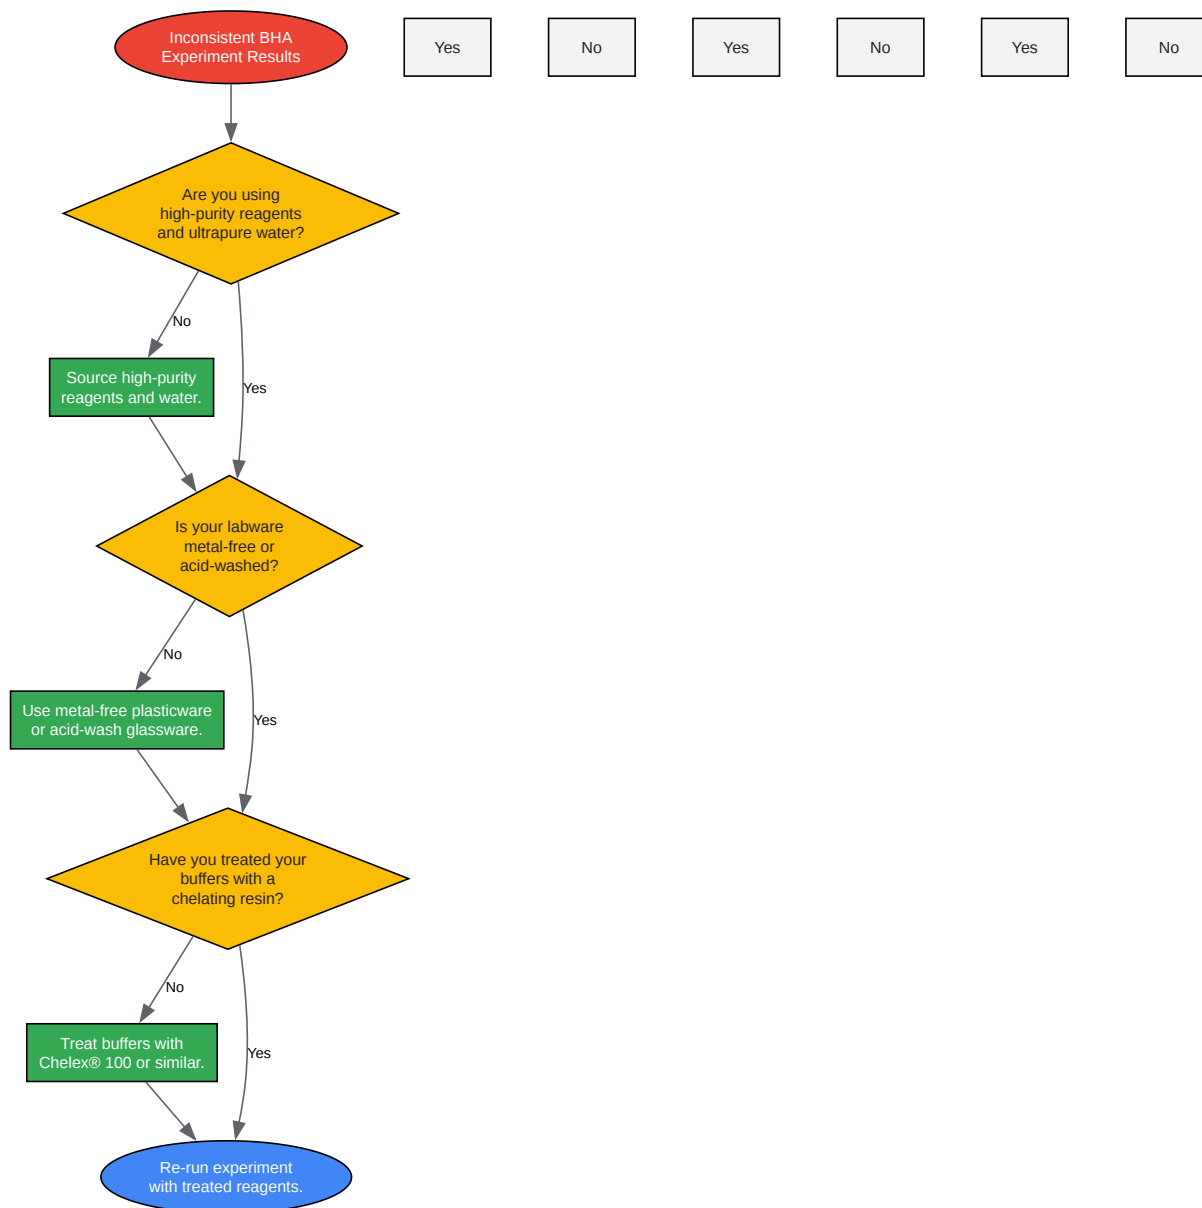 Inconsistent BHA
Experiment Results
Yes
No
Yes
No
Yes
No
Are you using
high-purity reagents
and ultrapure water?
No
Source high-purity
reagents and water.
Yes
Is your labware
metal-free or
acid-washed?
No
Use metal-free plasticware
or acid-wash glassware.
Yes
Have you treated your
buffers with a
chelating resin?
No
Treat buffers with
Chelex® 100 or similar.
Yes
Re-run experiment
with treated reagents.